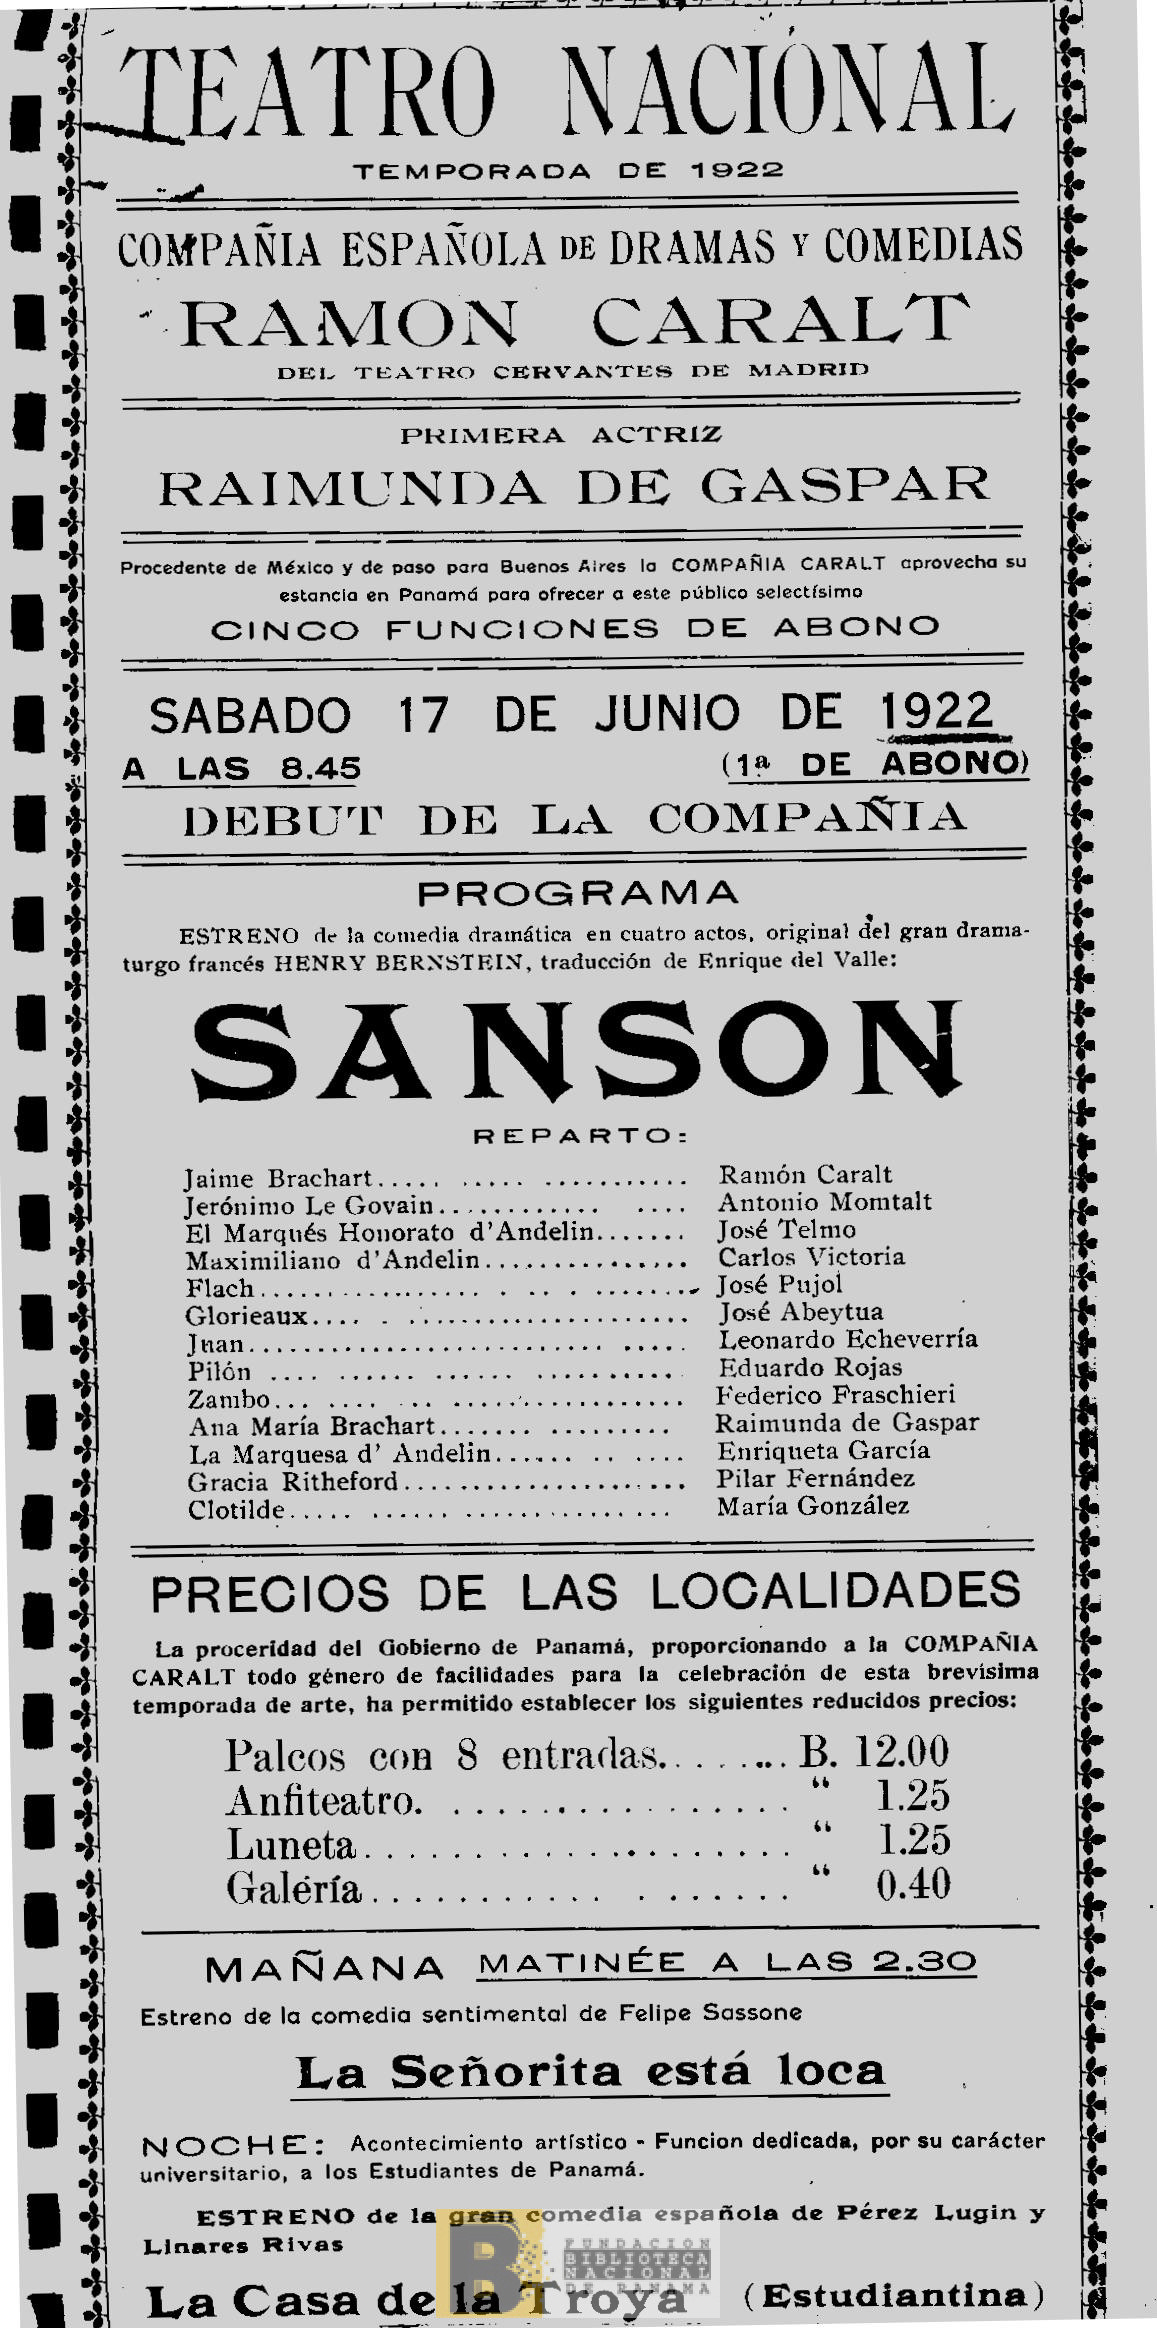 TEATRO NACIONAL
TEMPORADA DE 1922
COMPAÑIA ESPAÑOLA DE DRAMAS Y COMEDIAS
RAMON CARALT
DEL TEATRO CERVANTES DE MADRID
PRIMERA ACTRIZ
RAIMUNDA DE GASPAR
Procedente de México y de paso para Buenos Aires la COMPAÑIA CARALT aprovecha su
estancia en Panamá para ofrecer a este público selectísimo
CINCO FUNCIONES DE ABONO
SABADO 17 DE JUNIO DE 1922
A LAS 8.45 (1ª DE ABONO)
DEBUT DE LA COMPAÑIA
PROGRAMA
ESTRENO de la comedia dramática en cuatro actos, original del gran drama-
turgo francés HENRY BERNSTEIN, traducción de Enrique del Valle:
SANSON
REPARTO:
Jaime Brachart..... ..... ........... Ramón Caralt
Jerónimo Le Govain............ .... Antonio Momtalt
El Marqués Honorato d'Andelin....... José Telmo
Maximiliano d'Andelin............... Carlos Victoria
Flach.................. . .. . ........ José Pujol
Glorieaux.... . ..................... José Abeytua
Juan........................... ..... Leonardo Echeverría
Pilón .... ...... ...... ........... Eduardo Rojas
Zambo... .... .. ................... Federico Fraschieri
Ana María Brachart....... ......... Raimunda de Gaspar
La Marquesa d' Andelin...... .. .... Enriqueta García
Gracia Ritheford..................... Pilar Fernández
Clotilde..... ...... ................ María González
PRECIOS DE LAS LOCALIDADES
La proceridad del Gobierno de Panamá, proporcionando a la COMPAÑIA
CARALT todo género de facilidades para la celebración de esta brevísima
temporada de arte, ha permitido establecer los siguientes reducidos precios:
Palcos con 8 entradas......... B. 12.00
Anfiteatro. ............... " 1.25
Luneta................... " 1.25
Galería........... ....... " 0.40
MAÑANA MATINÉE A LAS 2.30
Estreno de la comedia sentimental de Felipe Sassone
La Señorita está loca
NOCHE: Acontecimiento artístico - Funcion dedicada, por su carácter
universitario, a los Estudiantes de Panamá.
ESTRENO de la gran comedia española de Pérez Lugin y
Linares Rivas
La Casa de la Troya (Estudiantina)
B FUNDACION
BIBLIOTECA
NACIONAL
DE PANAMA